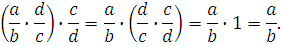 (a/b · d/c) · c/d = a/b · (d/c · c/d) = a/b · 1 = a/b.